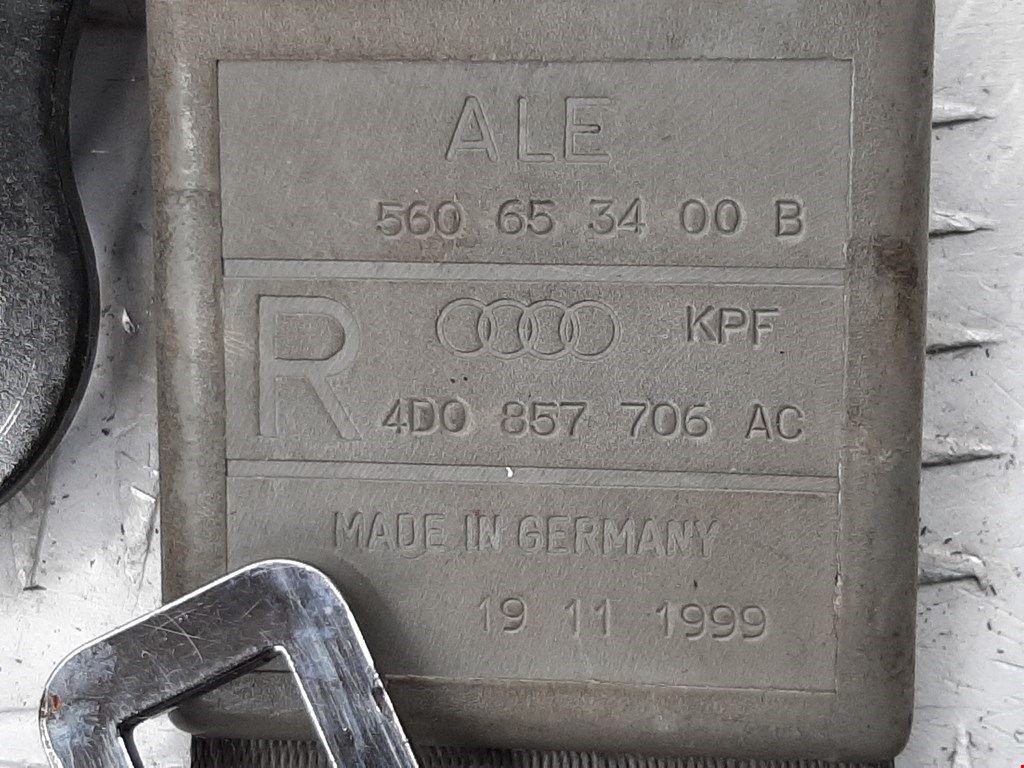 ALE
560 65 34 00 B
R KPF
4D0 857 706 AC
MADE IN GERMANY
19 11 1999